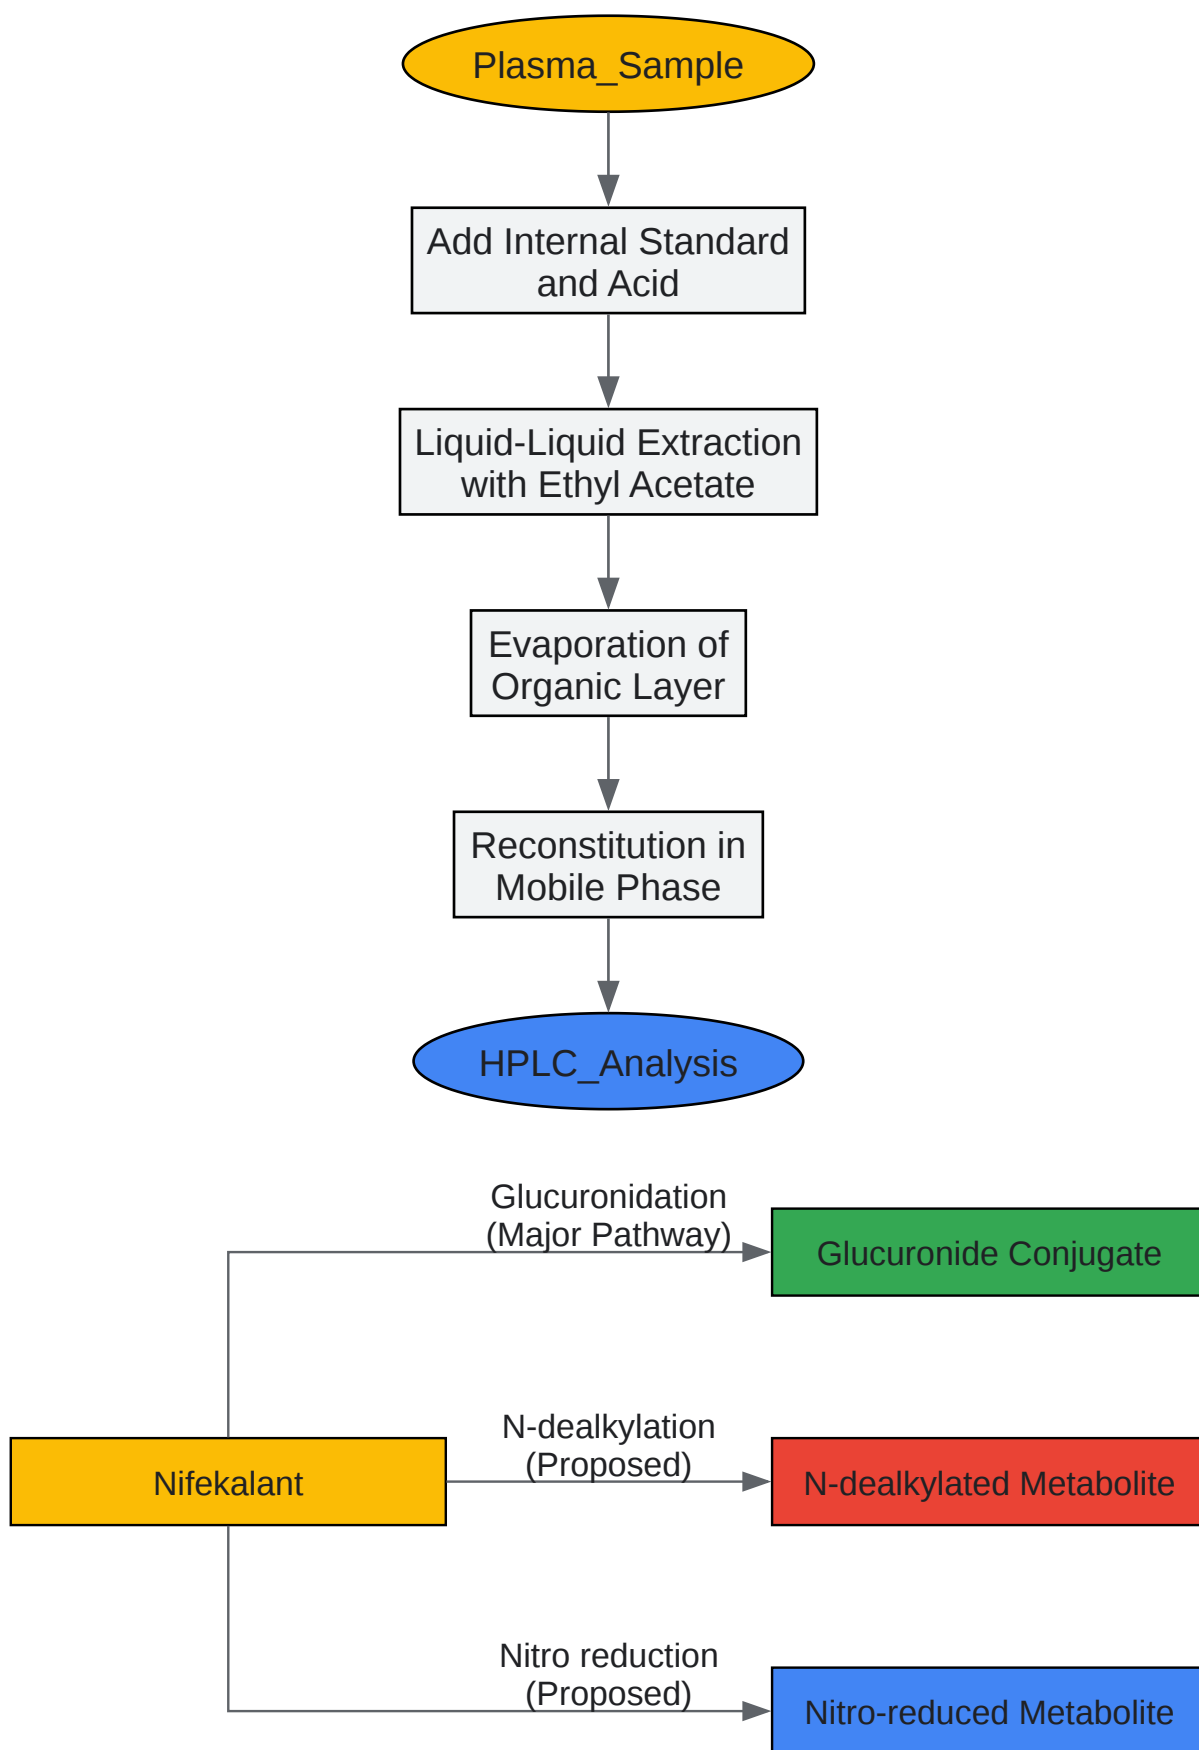 Plasma_Sample
Add Internal Standard
and Acid
Liquid-Liquid Extraction
with Ethyl Acetate
Evaporation of
Organic Layer
Reconstitution in
Mobile Phase
HPLC_Analysis
Glucuronidation
(Major Pathway)
Glucuronide Conjugate
N-dealkylation
(Proposed)
Nifekalant
N-dealkylated Metabolite
Nitro reduction
(Proposed)
Nitro-reduced Metabolite